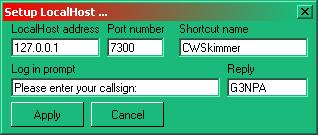 Setup LocalHost ...
LocalHost address Port number Shortcut name
127.0.0.1 7300 CWSkimmer
Log in prompt Reply
Please enter your callsign: G3NPA
Apply Cancel